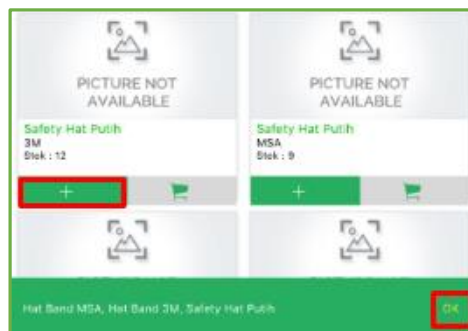 PICTURE NOT
AVAILABLE
PICTURE NOT
AVAILABLE
Safety Hat Putih
3M
Stok : 12
Safety Hat Putih
MSA
Stok : 9
+
+
Hat Band MSA, Hat Band 3M, Safety Hat Putih
OK